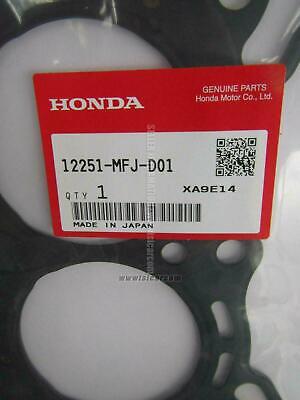 GENUINE PARTS
HONDA
Honda Motor Co., Ltd.
12251-MFJ-D01
QTY 1
XA9E14
MADE IN JAPAN